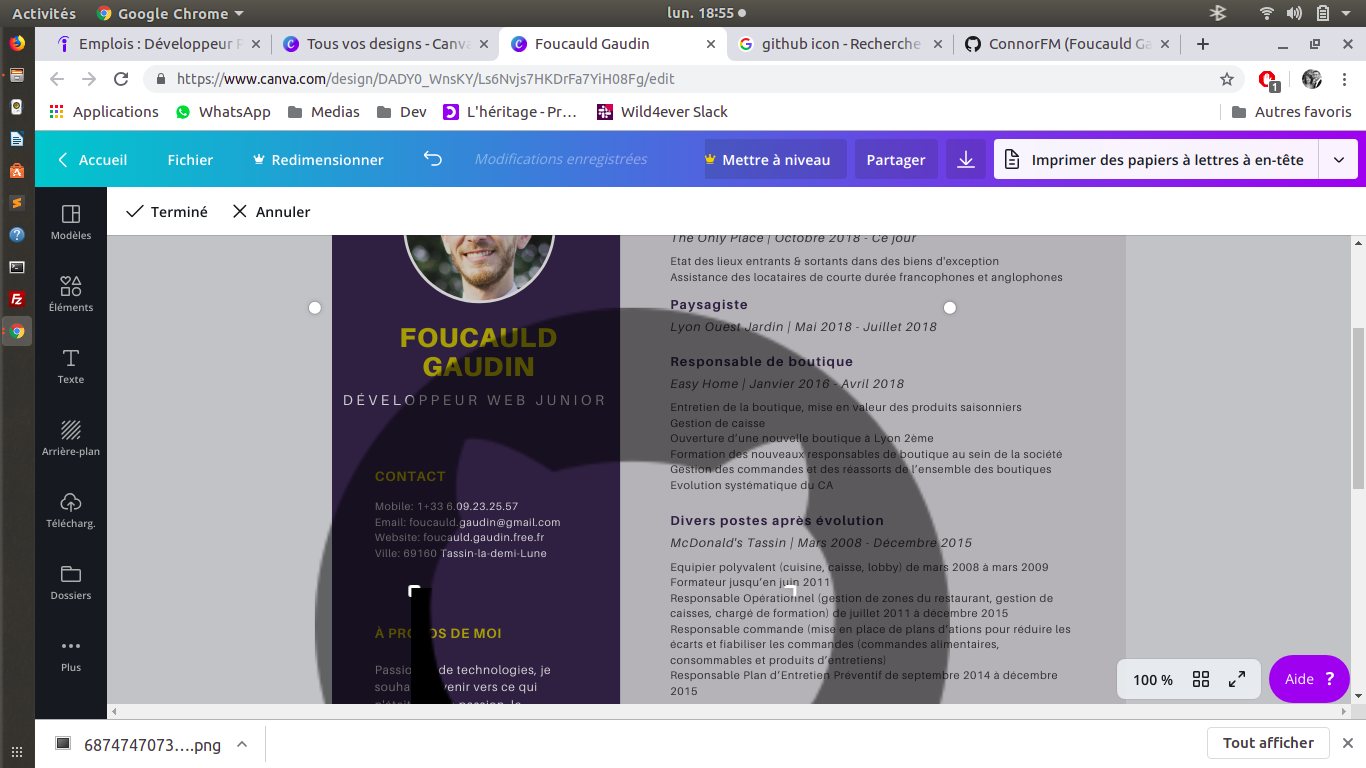 Activités
Google Chrome
lun. 18:55
Emplois : Développeur
Tous vos designs - Canva
Foucauld Gaudin
github icon - Recherche
ConnorFM (Foucauld Ga
https://www.canva.com/design/DADY0_WnsKY/Ls6Nvjs7HKDrFa7YiH08Fg/edit
1
Applications
WhatsApp
Medias
Dev
L'héritage - Pr…
Wild4ever Slack
Autres favoris
Accueil
Fichier
Redimensionner
Modifications enregistrées
Mettre à niveau
Partager
Imprimer des papiers à lettres à en-tête
Terminé
Annuler
Modèles
Éléments
Texte
Arrière-plan
Télécharg.
Dossiers
Plus
FOUCAULD
GAUDIN
DÉVELOPPEUR WEB JUNIOR
CONTACT
Mobile: 1+33 6.09.23.25.57
Email: foucauld.gaudin@gmail.com
Website: foucauld.gaudin.free.fr
Ville: 69160 Tassin-la-demi-Lune
À PR OS DE MOI
de technologies, je
venir vers ce qui
The Only Place | Octobre 2018 - Ce jour
Etat des lieux entrants & sortants dans des biens d'exception
Assistance des locataires de courte durée francophones et anglophones
Paysagiste
Lyon Ouest Jardin | Mai 2018 - Juillet 2018
Responsable de boutique
Easy Home | Janvier 2016 - Avril 2018
Entretien de la boutique, mise en valeur des produits saisonniers
Gestion de caisse
Ouverture d'une nouvelle boutique à Lyon 2ème
Formation des nouveaux responsables de boutique au sein de la société
Gestion des commandes et des réassorts de l'ensemble des boutiques
Evolution systématique du CA
Divers postes après évolution
McDonald's Tassin | Mars 2008 - Décembre 2015
Equipier polyvalent (cuisine, caisse, lobby) de mars 2008 à mars 2009
Formateur jusqu'en juin 2011
Responsable Opérationnel (gestion de zones du restaurant, gestion de
caisses, chargé de formation) de juillet 2011 à décembre 2015
Responsable commande (mise en place de plans d'ations pour réduire les
écarts et fiabiliser les commandes (commandes alimentaires,
consommables et produits d'entretiens)
Responsable Plan d'Entretien Préventif de septembre 2014 à décembre
2015
100 %
Aide ?
6874747073….png
Tout afficher